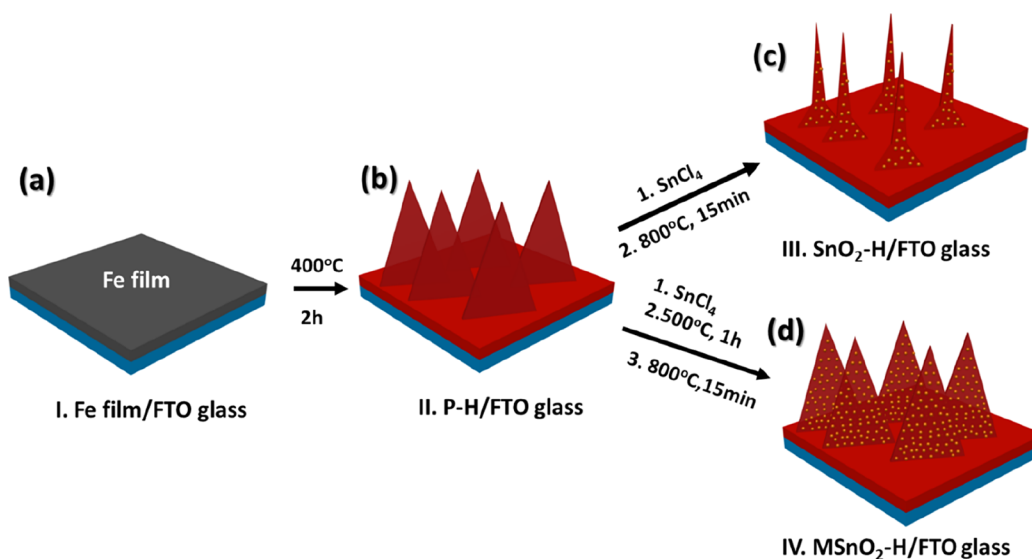 (a)
Fe film
I. Fe film/FTO glass
400°C
2h
(b)
II. P-H/FTO glass
1. SnCl₄
2. 800°C, 15min
(c)
III. SnO₂-H/FTO glass
1. SnCl₄
2.500°C, 1h
3. 800°C,15min
(d)
IV. MSnO₂-H/FTO glass